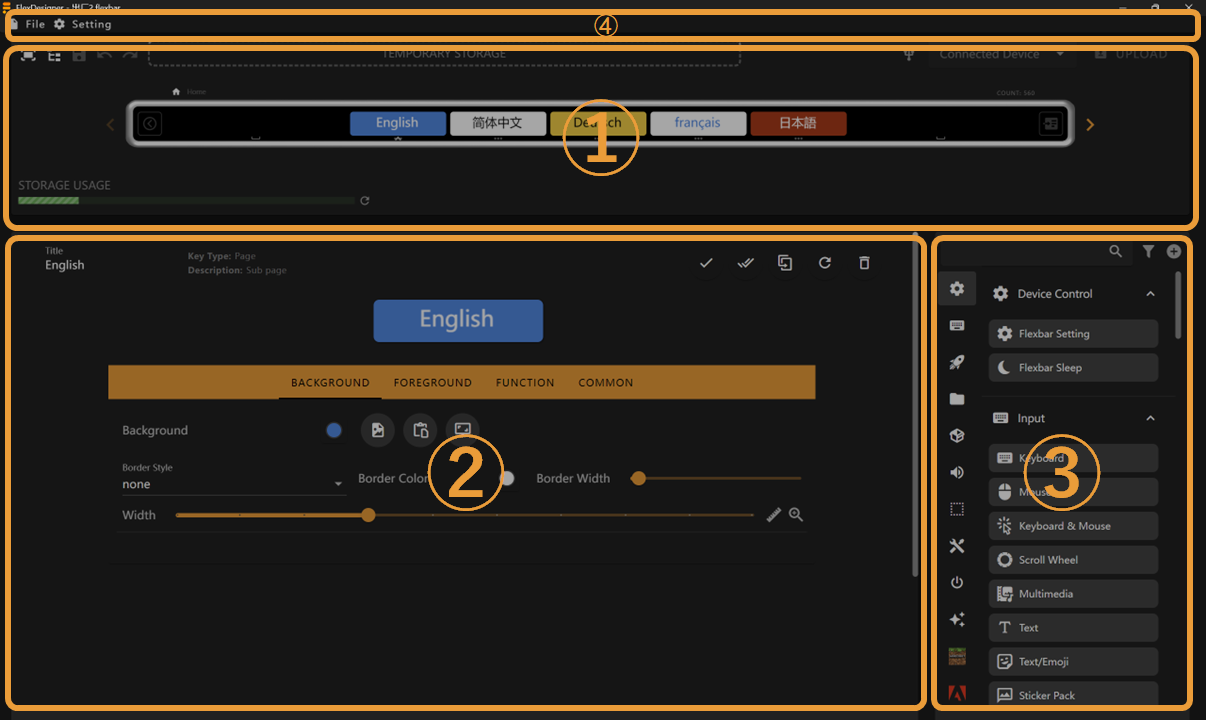 FlexDesigner - 出厂2.flexbar
File Setting
④
TEMPORARY STORAGE
Connected Device
UPLOAD
Home
COUNT: 560
English
简体中文
Deutsch
français
日本語
1
STORAGE USAGE
Title
English
Key Type: Page
Description: Sub page
English
BACKGROUND FOREGROUND FUNCTION COMMON
Background
Border Style
none
Border Color
Border Width
2
Width
Device Control
Flexbar Setting
Flexbar Sleep
Input
Keyboard
Mouse
3
Keyboard & Mouse
Scroll Wheel
Multimedia
Text
Text/Emoji
Sticker Pack